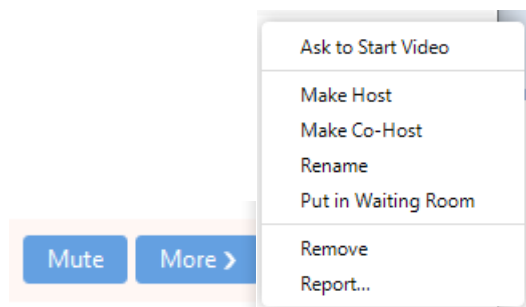 Ask to Start Video
Make Host
Make Co-Host
Rename
Put in Waiting Room
Remove
Report...
Mute
More